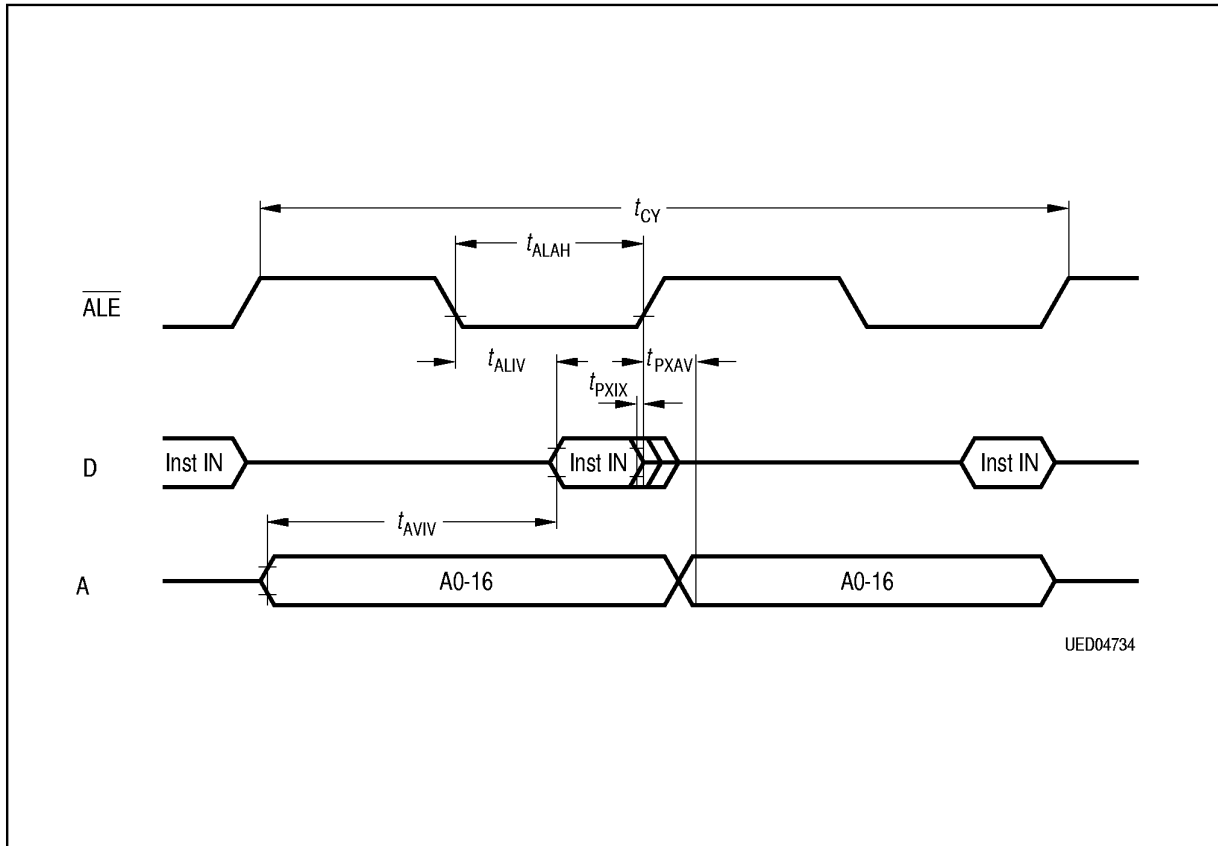 tCY
tALAH
ALE
tALIV
tPXAV
tPXIX
D
Inst IN
Inst IN
Inst IN
tAVIV
A
A0-16
A0-16
UED04734